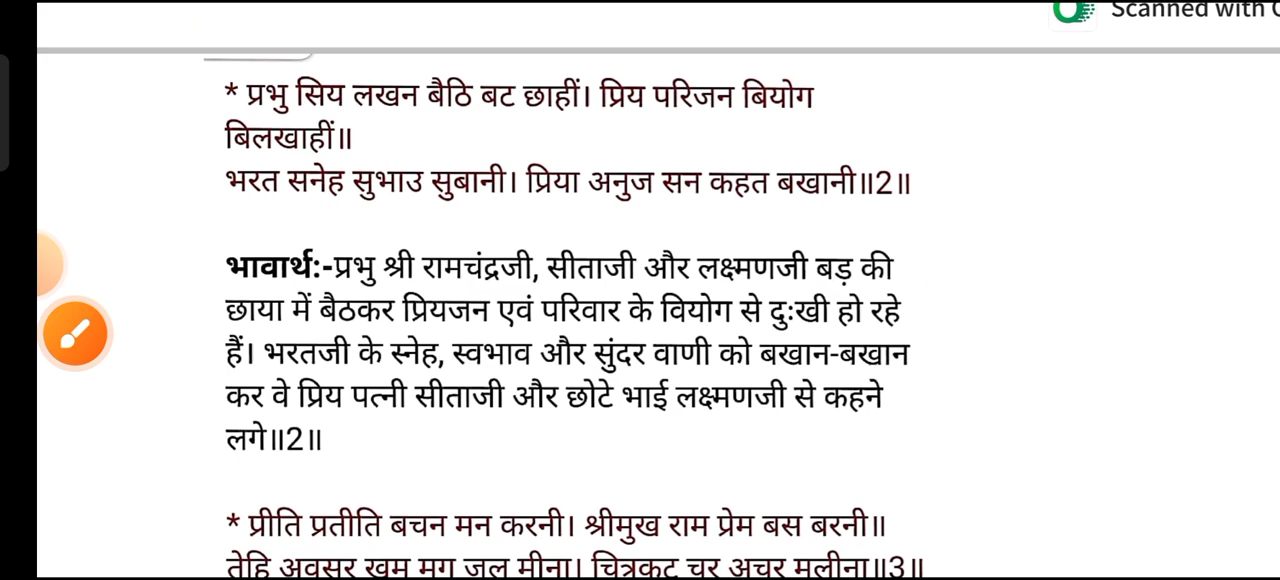 Scanned with
* प्रभु सिय लखन बैठि बट छाहीं। प्रिय परिजन बियोग
बिलखाहीं॥
भरत सनेह सुभाउ सुबानी। प्रिया अनुज सन कहत बखानी॥2॥
भावार्थ:-प्रभु श्री रामचंद्रजी, सीताजी और लक्ष्मणजी बड़ की
छाया में बैठकर प्रियजन एवं परिवार के वियोग से दुःखी हो रहे
हैं। भरतजी के स्नेह, स्वभाव और सुंदर वाणी को बखान-बखान
कर वे प्रिय पत्नी सीताजी और छोटे भाई लक्ष्मणजी से कहने
लगे॥2॥
* प्रीति प्रतीति बचन मन करनी। श्रीमुख राम प्रेम बस बरनी॥
तेहि अवसर खम मृग जल मीना। चित्रकूट चर अचर मलीना॥3॥